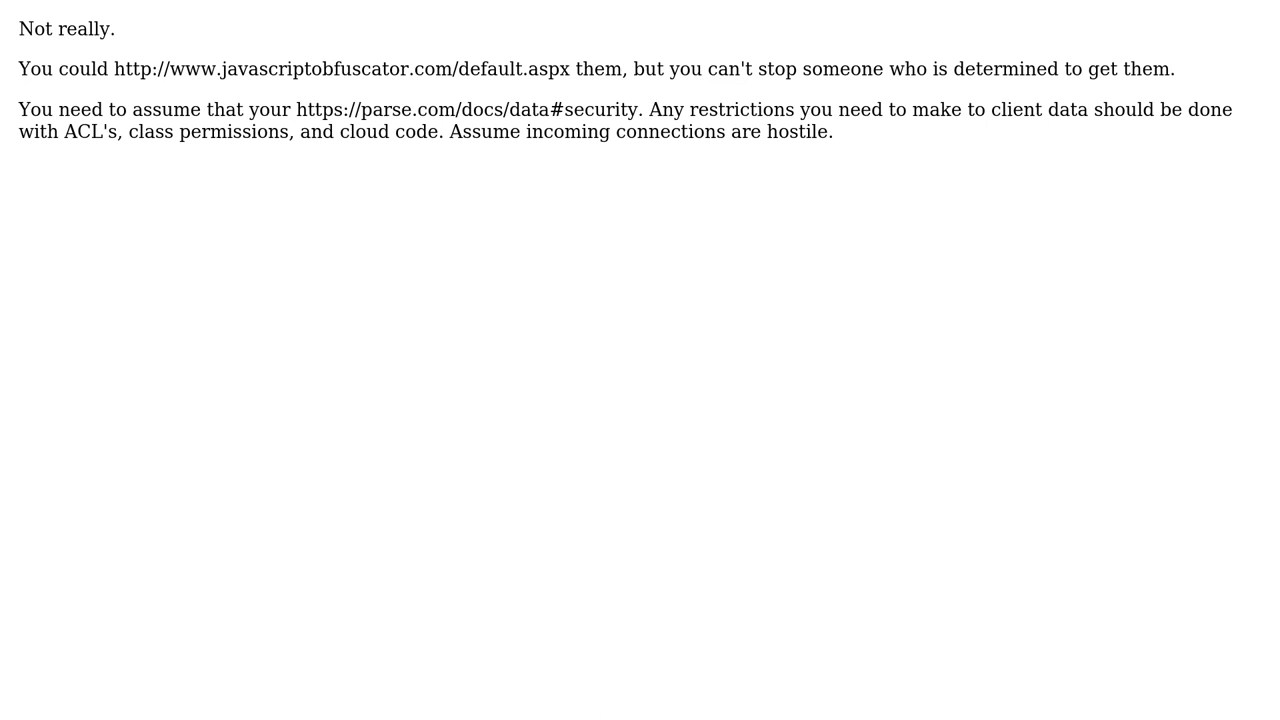 Not really.
You could http://www.javascriptobfuscator.com/default.aspx them, but you can't stop someone who is determined to get them.
You need to assume that your https://parse.com/docs/data#security. Any restrictions you need to make to client data should be done
with ACL's, class permissions, and cloud code. Assume incoming connections are hostile.